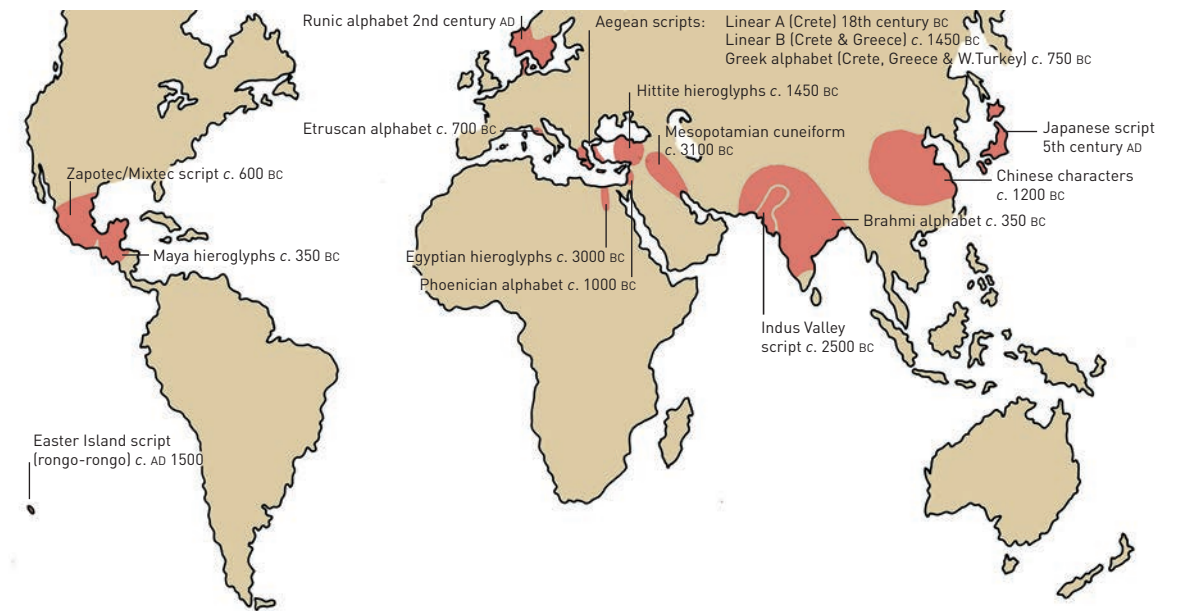 Runic alphabet 2nd century AD
Aegean scripts: Linear A (Crete) 18th century BC
Linear B (Crete & Greece) c. 1450 BC
Greek alphabet (Crete, Greece & W.Turkey) c. 750 BC
Hittite hieroglyphs c. 1450 BC
Etruscan alphabet c. 700 BC
Mesopotamian cuneiform
c. 3100 BC
Japanese script
5th century AD
Zapotec/Mixtec script c. 600 BC
Chinese characters
c. 1200 BC
Brahmi alphabet c. 350 BC
Maya hieroglyphs c. 350 BC
Egyptian hieroglyphs c. 3000 BC
Phoenician alphabet c. 1000 BC
Indus Valley
script c. 2500 BC
Easter Island script
(rongo-rongo) c. AD 1500